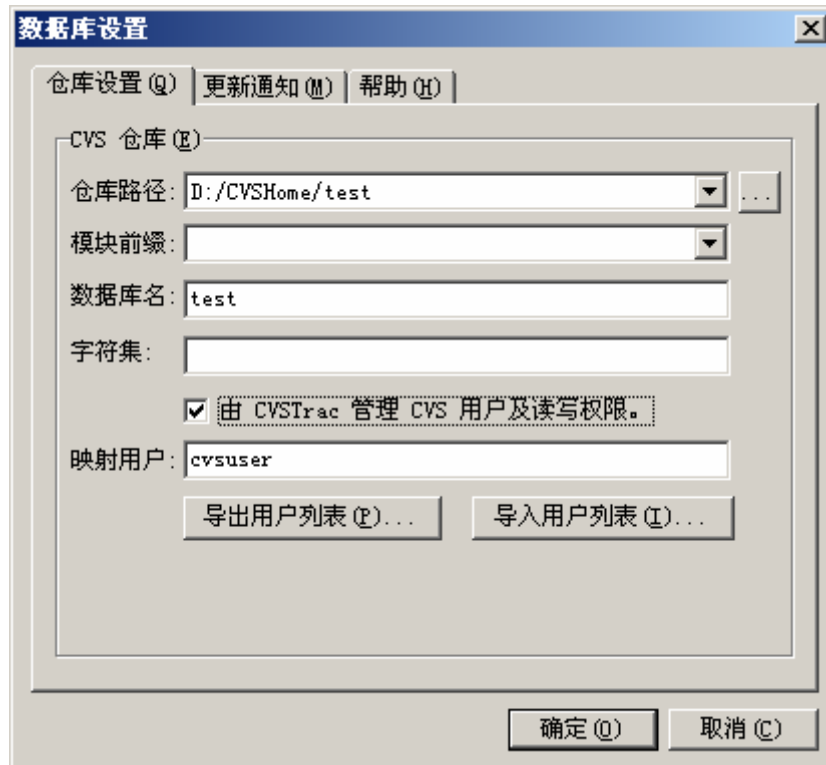 数据库设置
仓库设置(Q) 更新通知(M) 帮助(H)
CVS 仓库(E)
仓库路径: D:/CVSHome/test ...
模块前缀:
数据库名: test
字符集:
由 CVSTrac 管理 CVS 用户及读写权限。
映射用户: cvsuser
导出用户列表(P)... 导入用户列表(I)...
确定(O) 取消(C)